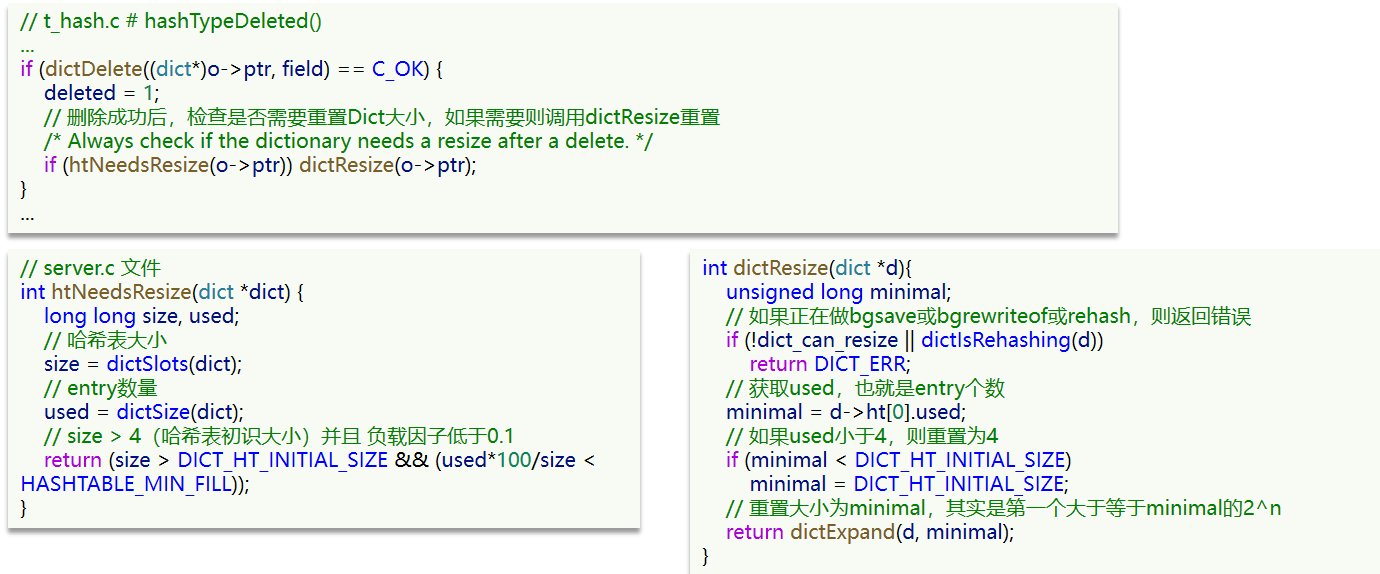 // t_hash.c # hashTypeDeleted()
...
if (dictDelete((dict*)o->ptr, field) == C_OK) {
deleted = 1;
// 删除成功后，检查是否需要重置Dict大小，如果需要则调用dictResize重置
/* Always check if the dictionary needs a resize after a delete. */
if (htNeedsResize(o->ptr)) dictResize(o->ptr);
}
...
// server.c 文件
int htNeedsResize(dict *dict) {
long long size, used;
// 哈希表大小
size = dictSlots(dict);
// entry数量
used = dictSize(dict);
// size > 4（哈希表初识大小）并且 负载因子低于0.1
return (size > DICT_HT_INITIAL_SIZE && (used*100/size <
HASHTABLE_MIN_FILL));
}
int dictResize(dict *d){
unsigned long minimal;
// 如果正在做bgsave或bgrewriteof或rehash，则返回错误
if (!dict_can_resize || dictIsRehashing(d))
return DICT_ERR;
// 获取used，也就是entry个数
minimal = d->ht[0].used;
// 如果used小于4，则重置为4
if (minimal < DICT_HT_INITIAL_SIZE)
minimal = DICT_HT_INITIAL_SIZE;
// 重置大小为minimal，其实是第一个大于等于minimal的2^n
return dictExpand(d, minimal);
}